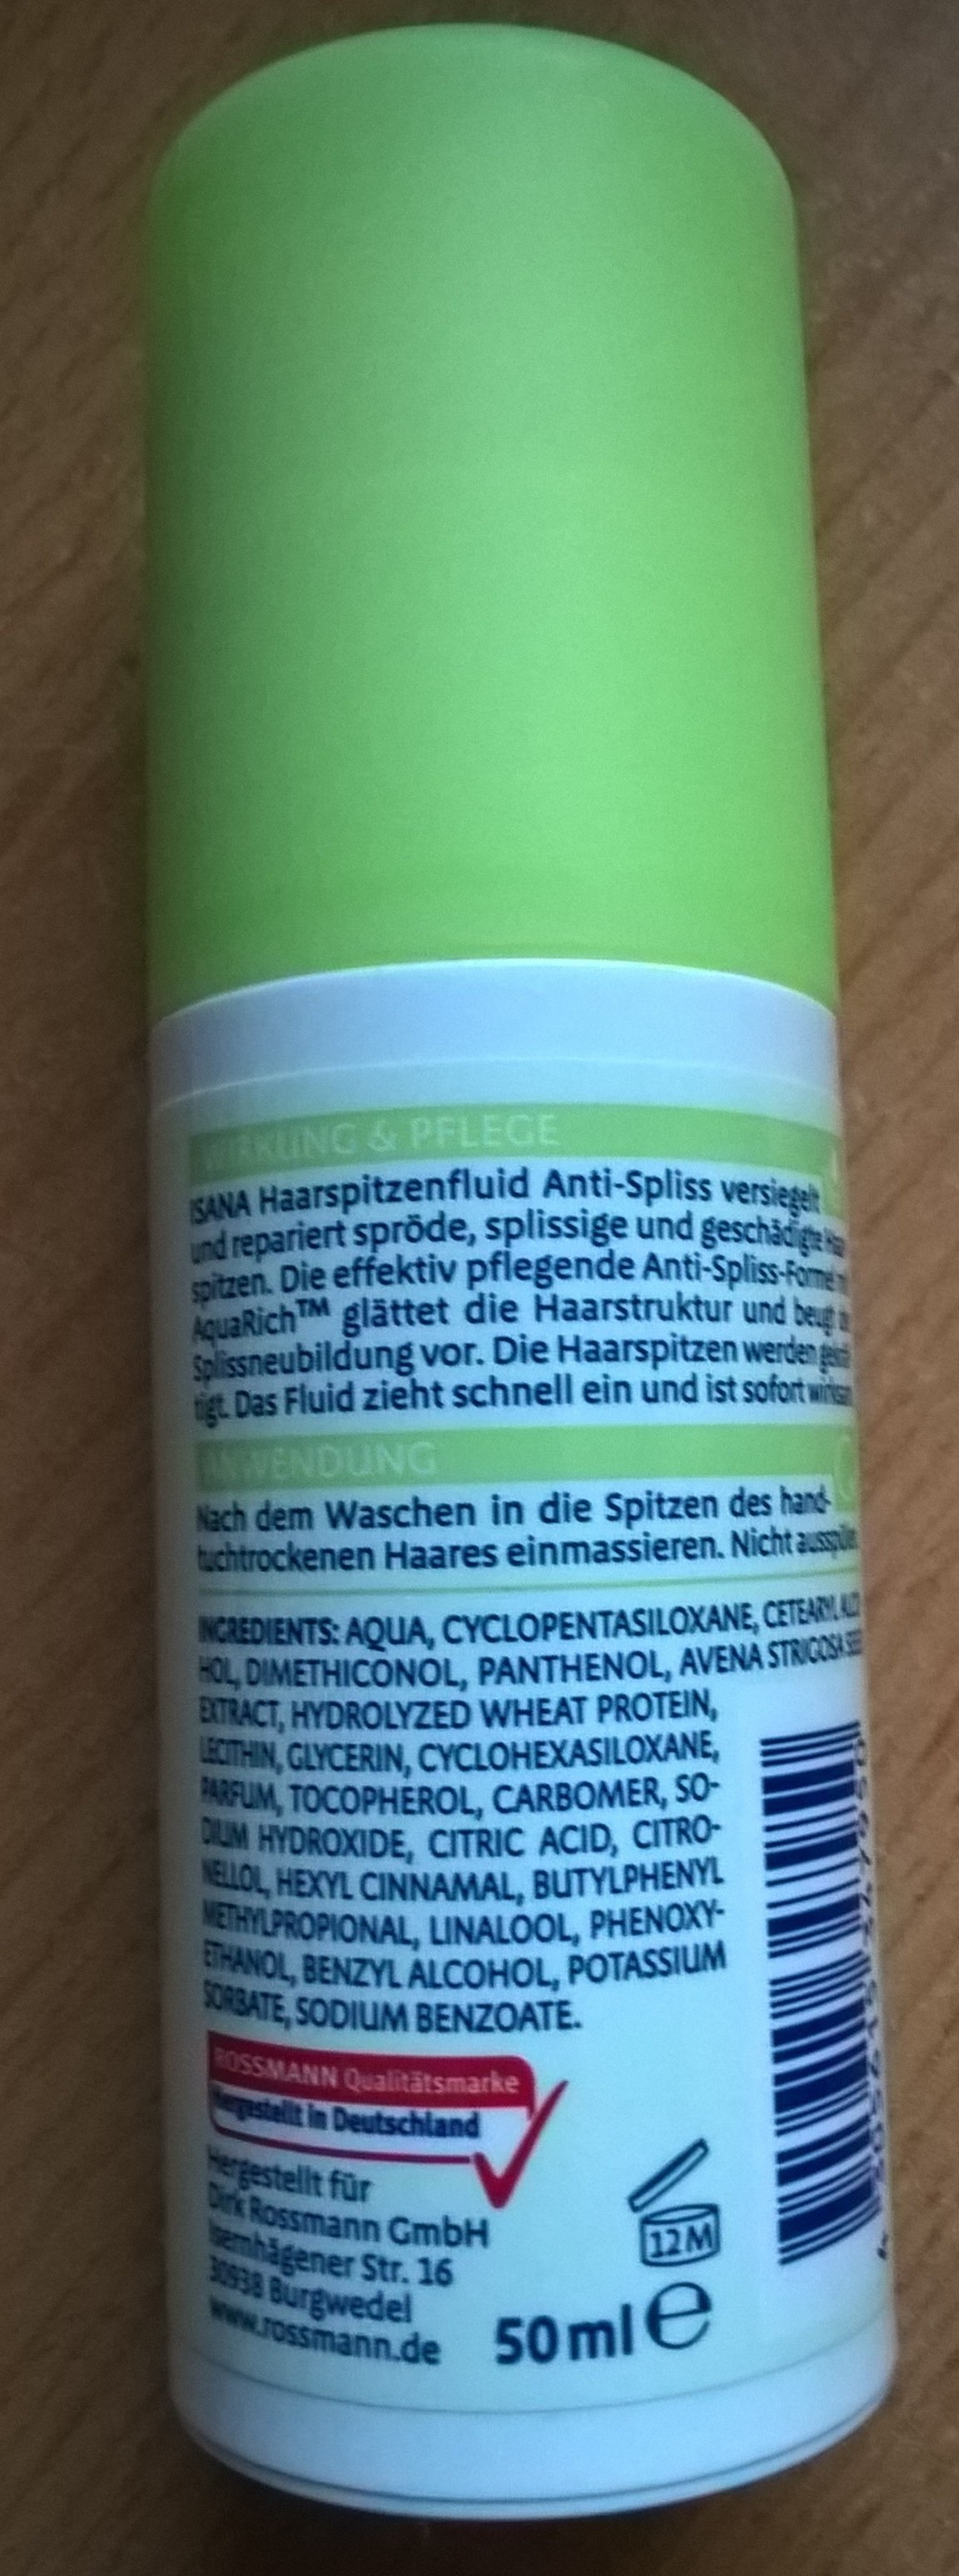 WIRKUNG & PFLEGE
ISANA Haarspitzenfluid Anti-Spliss versiegelt
und repariert spröde, splissige und geschädigte Haar
spitzen. Die effektiv pflegende Anti-Spliss-Formel
AquaRich™ glättet die Haarstruktur und beugt
Splissneubildung vor. Die Haarspitzen werden
tigt. Das Fluid zieht schnell ein und ist sofort wirksam
ANWENDUNG
Nach dem Waschen in die Spitzen des hand-
tuchtrockenen Haares einmassieren. Nicht ausspülen
INGREDIENTS: AQUA, CYCLOPENTASILOXANE, CETEARYL ALCO
HOL, DIMETHICONOL, PANTHENOL, AVENA STRIGOSA SEED
EXTRACT, HYDROLYZED WHEAT PROTEIN,
LECITHIN, GLYCERIN, CYCLOHEXASILOXANE,
PARFUM, TOCOPHEROL, CARBOMER, SO-
DIUM HYDROXIDE, CITRIC ACID, CITRO-
NELLOL, HEXYL CINNAMAL, BUTYLPHENYL
METHYLPROPIONAL, LINALOOL, PHENOXY-
ETHANOL, BENZYL ALCOHOL, POTASSIUM
SORBATE, SODIUM BENZOATE.
ROSSMANN Qualitätsmarke
Hergestellt in Deutschland
Hergestellt für
Dirk Rossmann GmbH
Isernhägener Str. 16
30938 Burgwedel
www.rossmann.de
12M
50 ml e